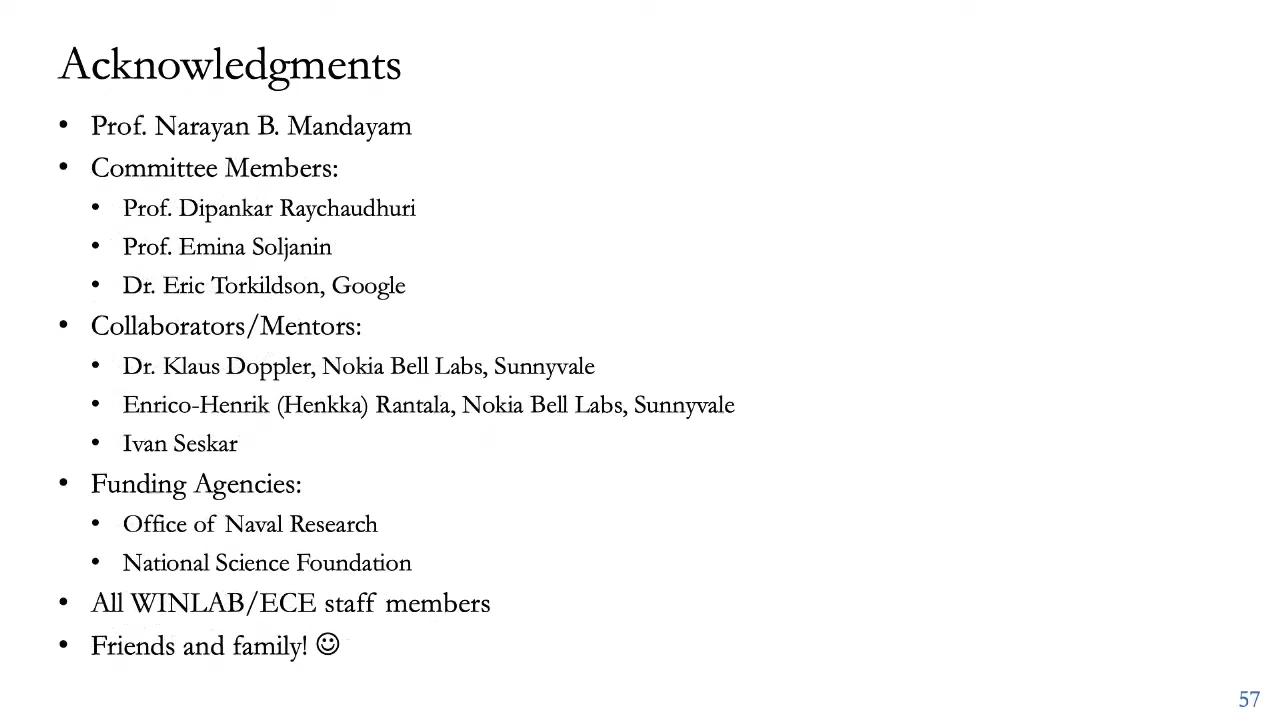 Acknowledgments
• Prof. Narayan B. Mandayam
• Committee Members:
• Prof. Dipankar Raychaudhuri
• Prof. Emina Soljanin
• Dr. Eric Torkildson, Google
• Collaborators/Mentors:
• Dr. Klaus Doppler, Nokia Bell Labs, Sunnyvale
• Enrico-Henrik (Henkka) Rantala, Nokia Bell Labs, Sunnyvale
• Ivan Seskar
• Funding Agencies:
• Office of Naval Research
• National Science Foundation
• All WINLAB/ECE staff members
• Friends and family! ☺
57